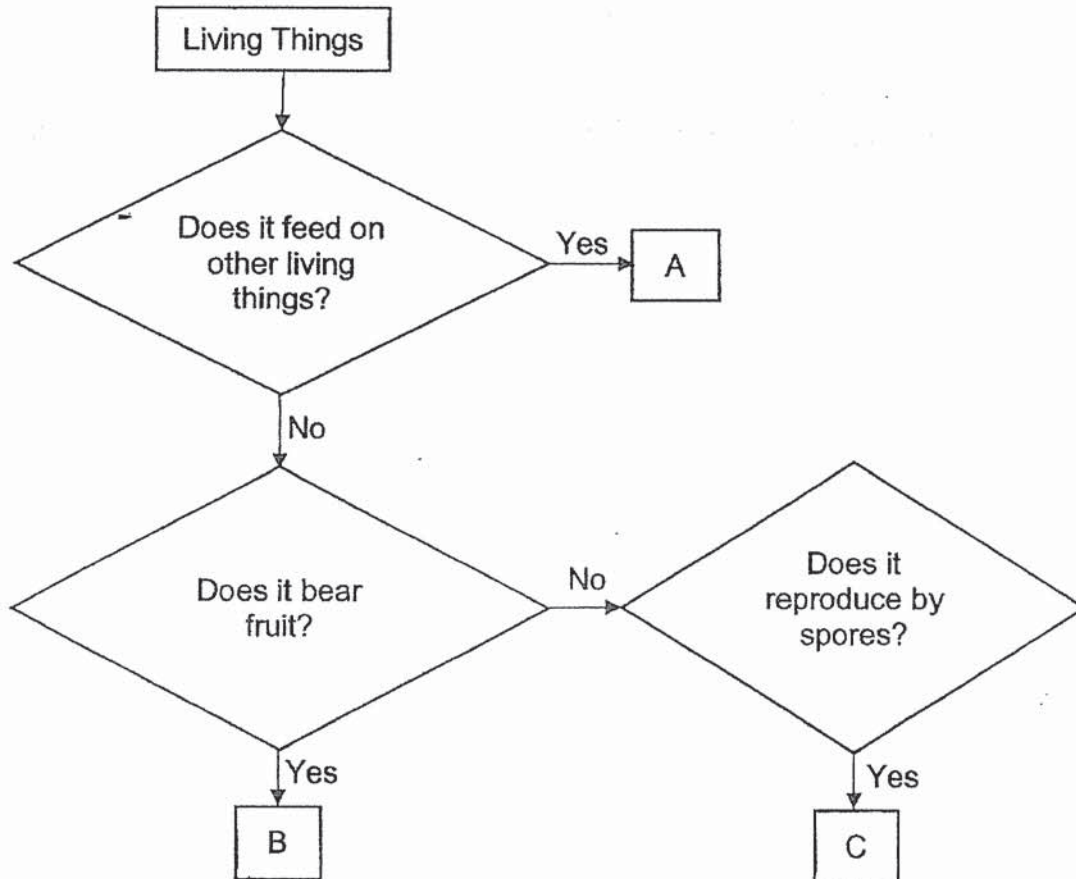 Living Things
Does it feed on
other living
things?
Yes
A
No
Does it bear
fruit?
No
Does it
reproduce by
spores?
Yes
B
Yes
C